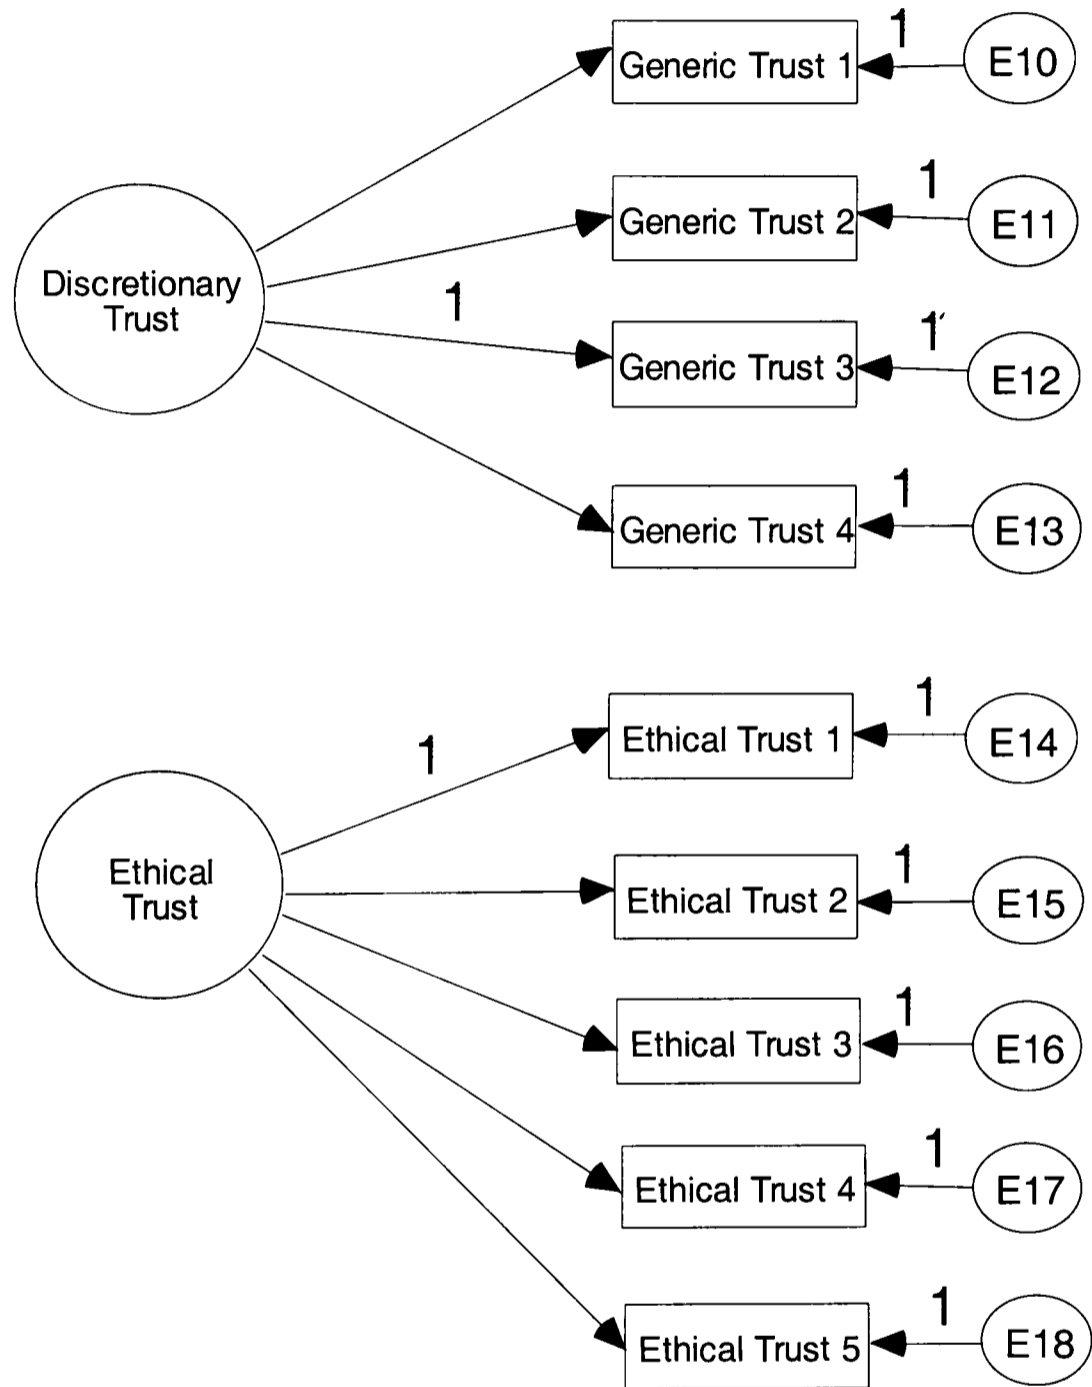 1
Generic Trust 1
E10
1
Generic Trust 2
E11
Discretionary
Trust
1
1
Generic Trust 3
E12
1
Generic Trust 4
E13
1
Ethical Trust 1
E14
1
Ethical
Trust
1
Ethical Trust 2
E15
1
Ethical Trust 3
E16
1
Ethical Trust 4
E17
1
Ethical Trust 5
E18